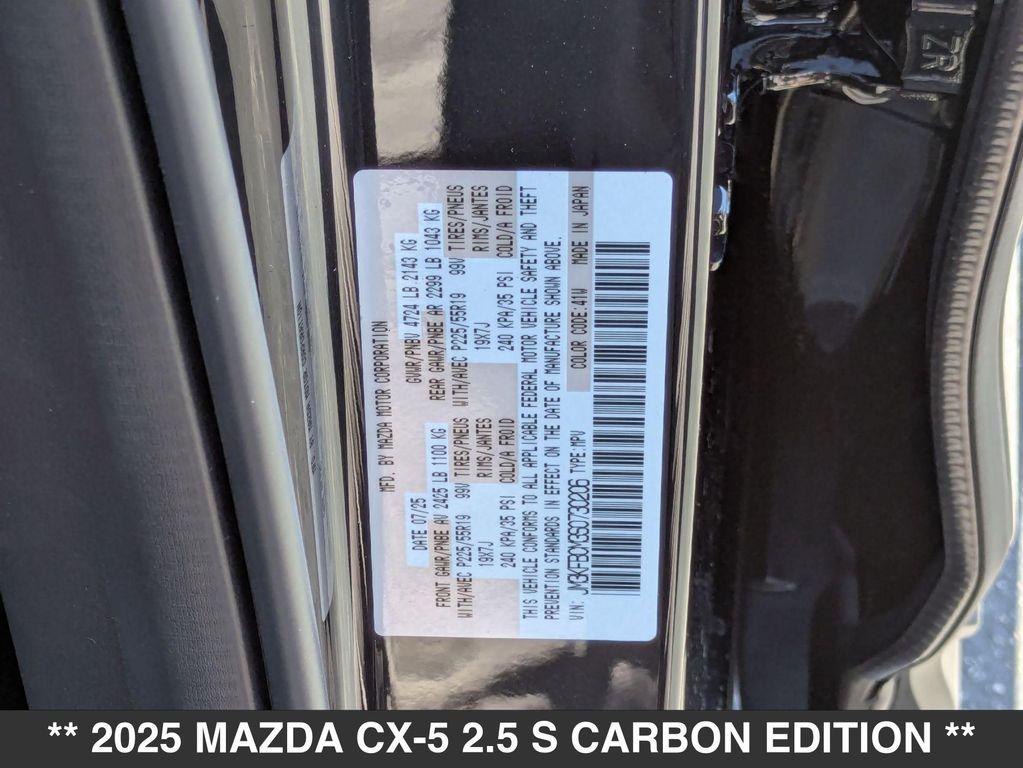 MFD. BY MAZDA MOTOR CORPORATION
DATE 07/25 GVWR/PNBV 4724 LB 2143 KG
FRONT GAWR/PNBE AV 2425 LB 1100 KG REAR GAWR/PNBE AR 2299 LB 1043 KG
WITH/AVEC P225/55R19 99V TIRES/PNEUS WITH/AVEC P225/55R19 99V TIRES/PNEUS
19X7J RIMS/JANTES 19X7J RIMS/JANTES
240 KPA/35 PSI COLD/A FROID 240 KPA/35 PSI COLD/A FROID
THIS VEHICLE CONFORMS TO ALL APPLICABLE FEDERAL MOTOR VEHICLE SAFETY AND THEFT
PREVENTION STANDARDS IN EFFECT ON THE DATE OF MANUFACTURE SHOWN ABOVE.
VIN: JM3KFBCM3S0730206 TYPE:MPV COLOR CODE:41W MADE IN JAPAN
ZR
** 2025 MAZDA CX-5 2.5 S CARBON EDITION **